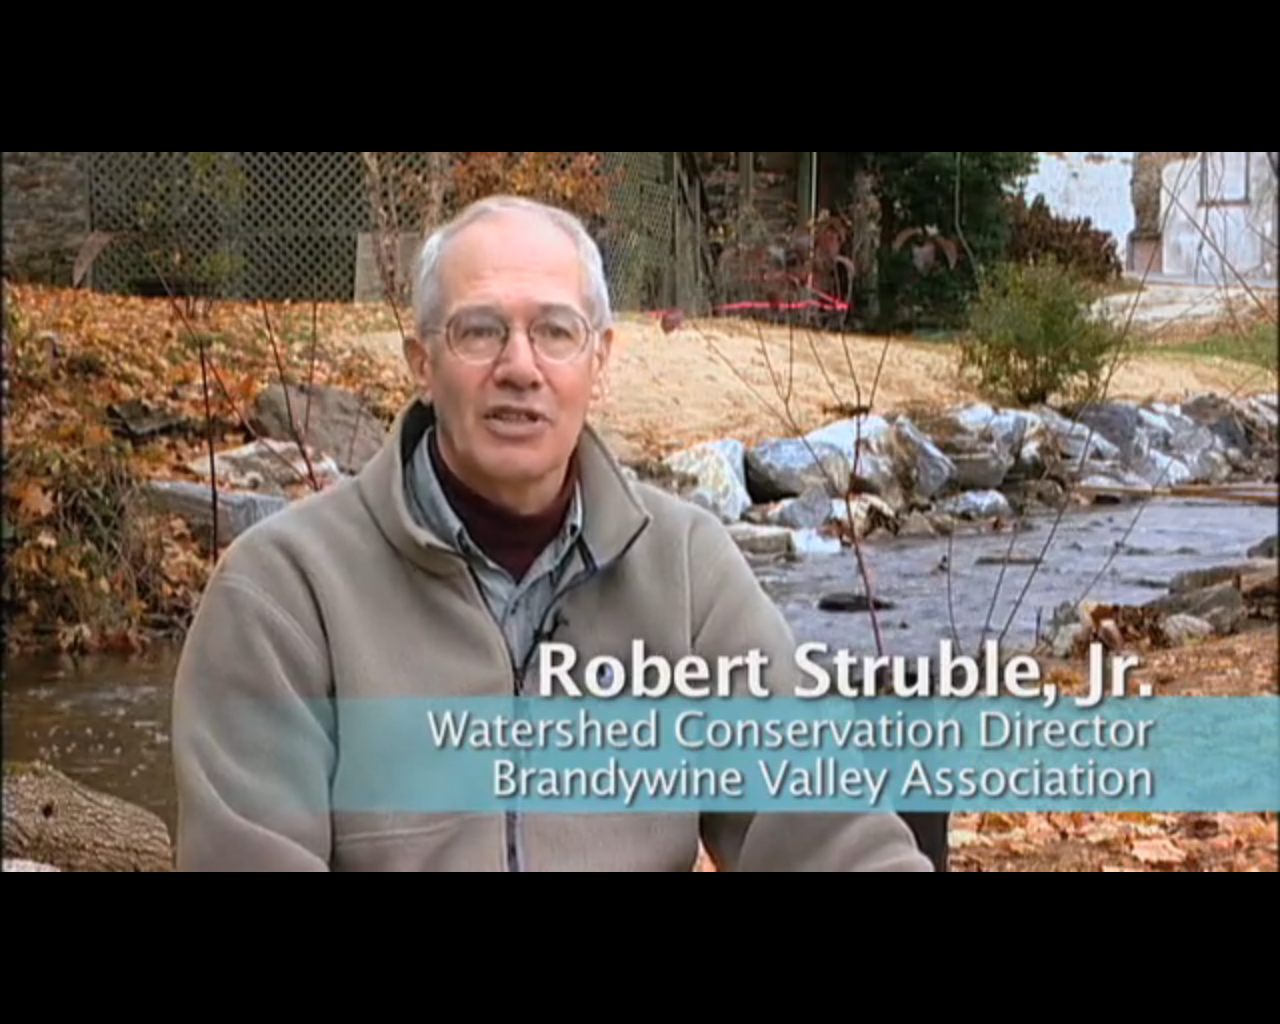 Robert Struble, Jr.
Watershed Conservation Director
Brandywine Valley Association